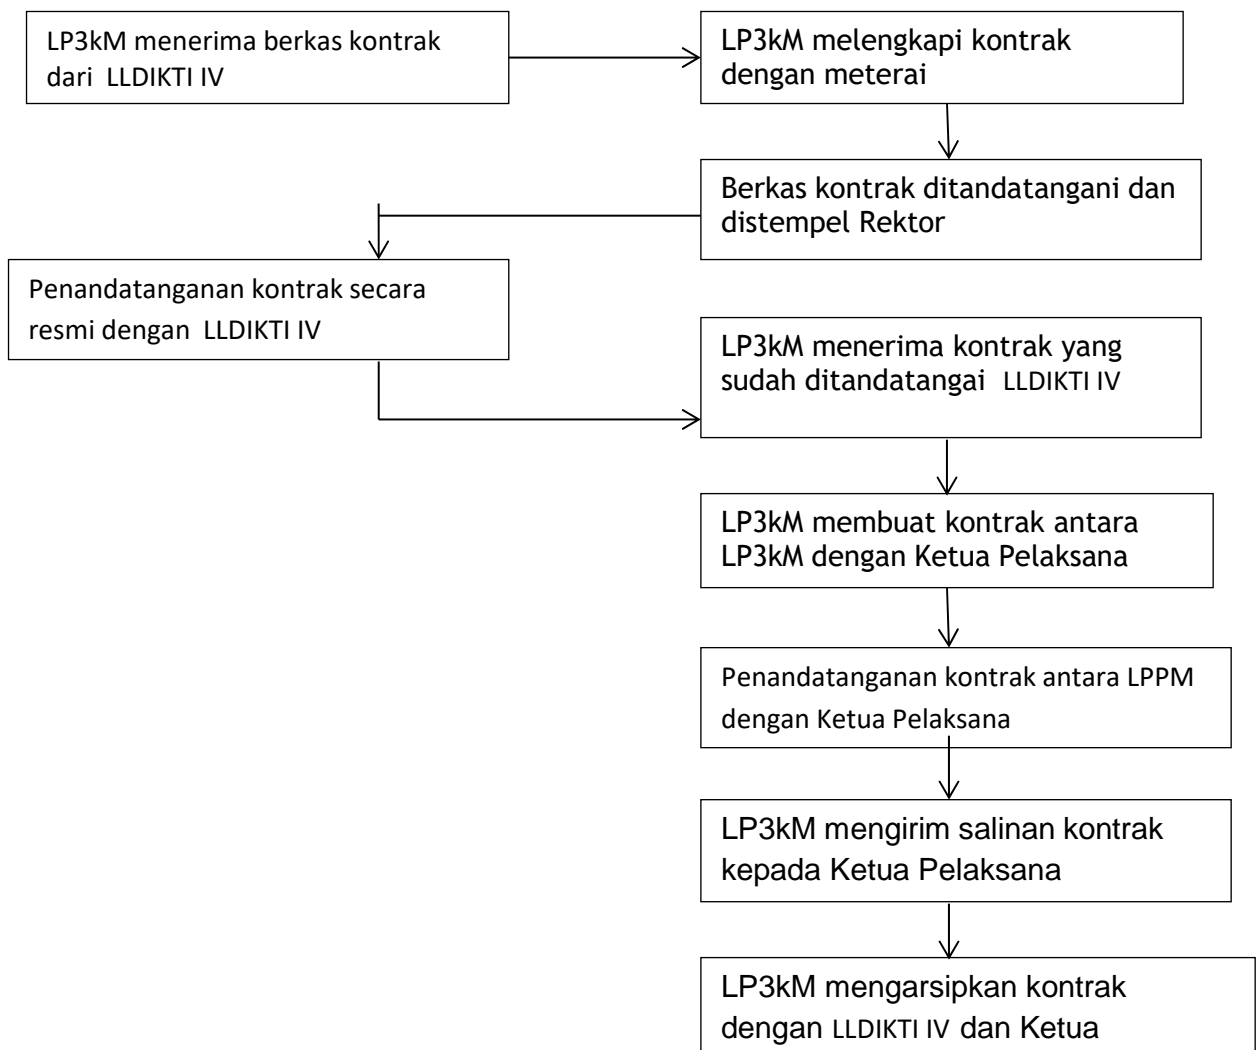 LP3kM menerima berkas kontrak
dari LLDIKTI IV
LP3kM melengkapi kontrak
dengan meterai
Berkas kontrak ditandatangani dan
distempel Rektor
Penandatanganan kontrak secara
resmi dengan LLDIKTI IV
LP3kM menerima kontrak yang
sudah ditandatangai LLDIKTI IV
LP3kM membuat kontrak antara
LP3kM dengan Ketua Pelaksana
Penandatanganan kontrak antara LPPM
dengan Ketua Pelaksana
LP3kM mengirim salinan kontrak
kepada Ketua Pelaksana
LP3kM mengarsipkan kontrak
dengan LLDIKTI IV dan Ketua